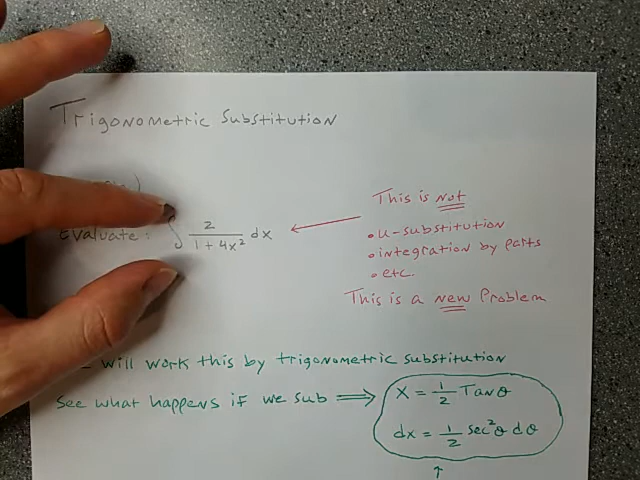 Trigonometric Substitution
Evaluate: ∫ 2/(1 + 4x²) dx
This is not
• u-substitution
• integration by parts
• etc.
This is a new Problem
will work this by trigonometric substitution
See what happens if we sub ⟹
x = 1/2 Tanθ
dx = 1/2 sec²θ dθ